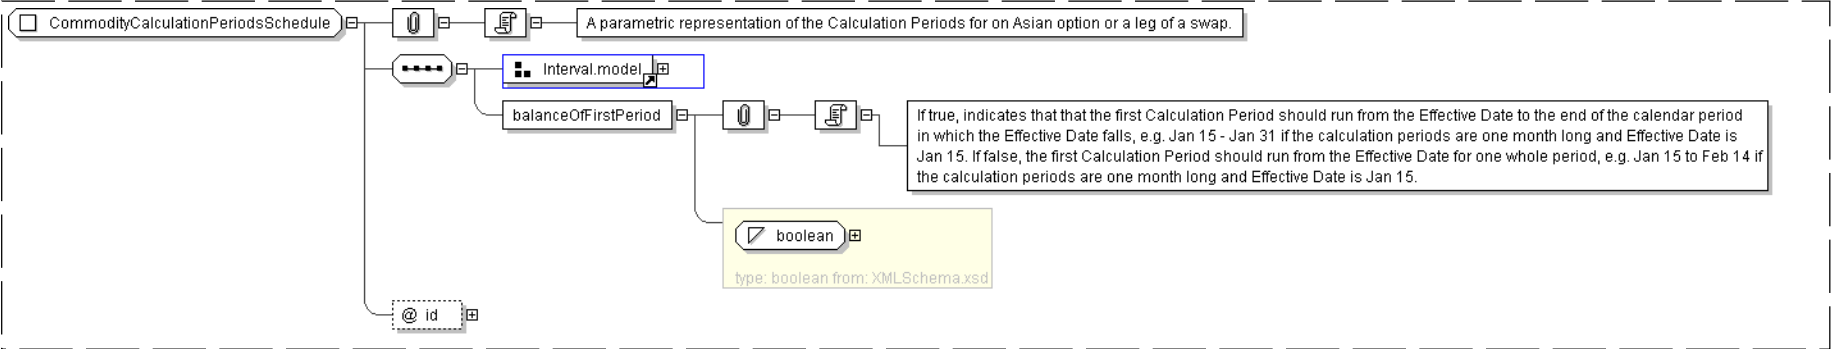 CommodityCalculationPeriodsSchedule
A parametric representation of the Calculation Periods for on Asian option or a leg of a swap.
Interval.model
balanceOfFirstPeriod
If true, indicates that that the first Calculation Period should run from the Effective Date to the end of the calendar period
in which the Effective Date falls, e.g. Jan 15 - Jan 31 if the calculation periods are one month long and Effective Date is
Jan 15. If false, the first Calculation Period should run from the Effective Date for one whole period, e.g. Jan 15 to Feb 14 if
the calculation periods are one month long and Effective Date is Jan 15.
boolean
type: boolean from: XMLSchema.xsd
@ id